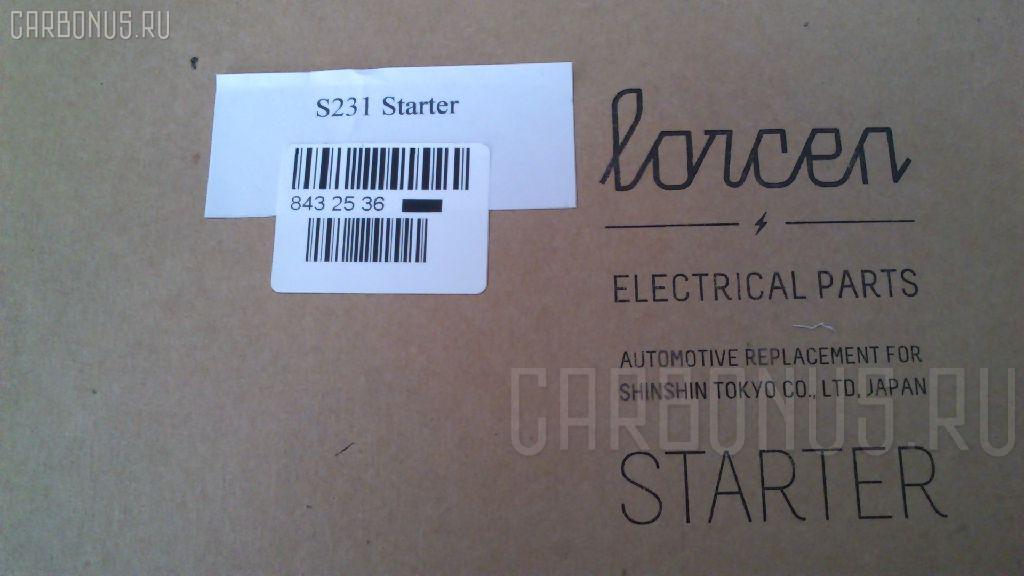 CARBONUS.RU
S231 Starter
843 25 36
lorcen
ELECTRICAL PARTS
AUTOMOTIVE REPLACEMENT FOR
SHINSHIN TOKYO CO., LTD, JAPAN
CARBONUS.RU
STARTER